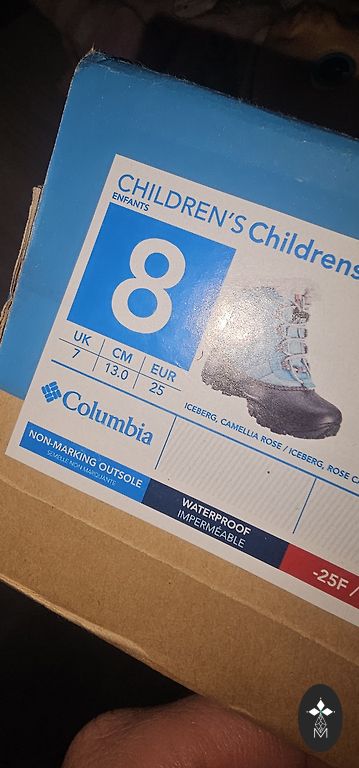 CHILDREN'S Childrens
ENFANTS
8
UK CM EUR
7 13.0 25
Columbia
ICEBERG, CAMELLIA ROSE / ICEBERG, ROSE
NON-MARKING OUTSOLE
SEMELLE NON MARQUANTE
WATERPROOF
IMPERMÉABLE
-25F /
M